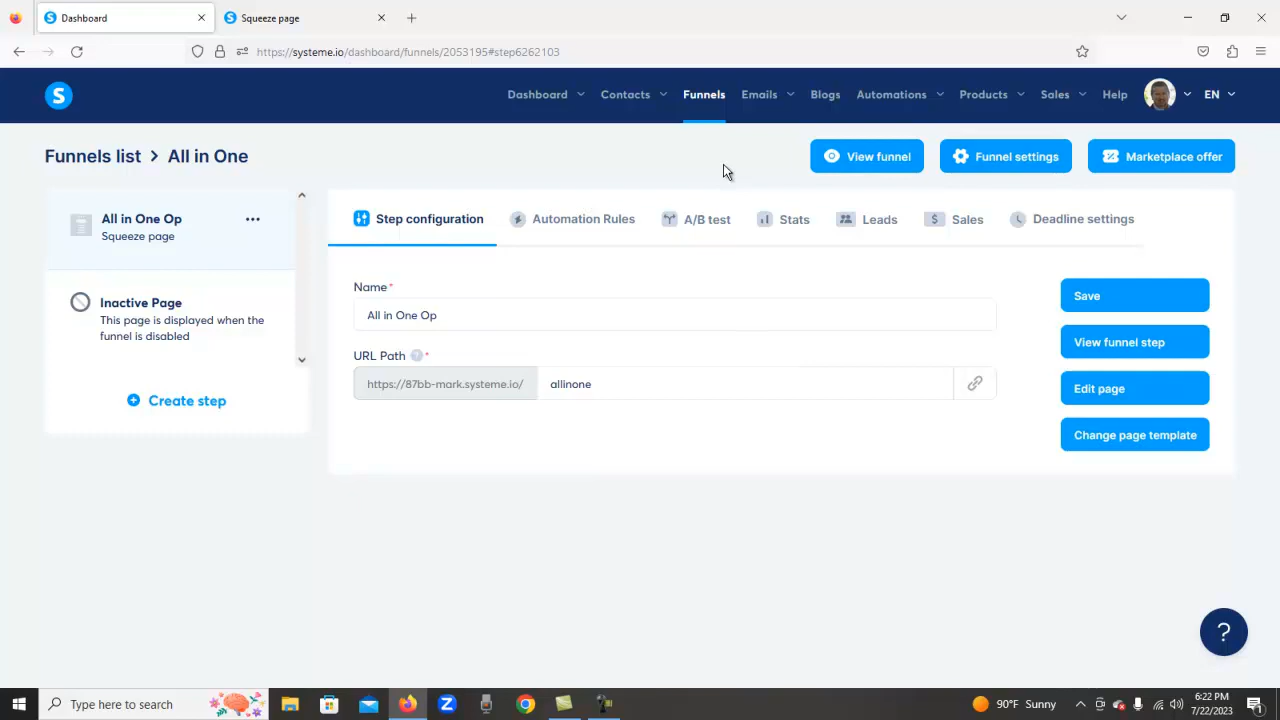 Dashboard
Squeeze page
https://systeme.io/dashboard/funnels/2053195#step6262103
S
Dashboard
Contacts
Funnels
Emails
Blogs
Automations
Products
Sales
Help
EN
Funnels list > All in One
View funnel
Funnel settings
Marketplace offer
All in One Op
Squeeze page
Inactive Page
This page is displayed when the
funnel is disabled
Create step
Step configuration
Automation Rules
A/B test
Stats
Leads
Sales
Deadline settings
Name*
All in One Op
URL Path ? *
https://87bb-mark.systeme.io/
allinone
Save
View funnel step
Edit page
Change page template
?
Type here to search
90°F Sunny
6:22 PM
7/22/2023
1